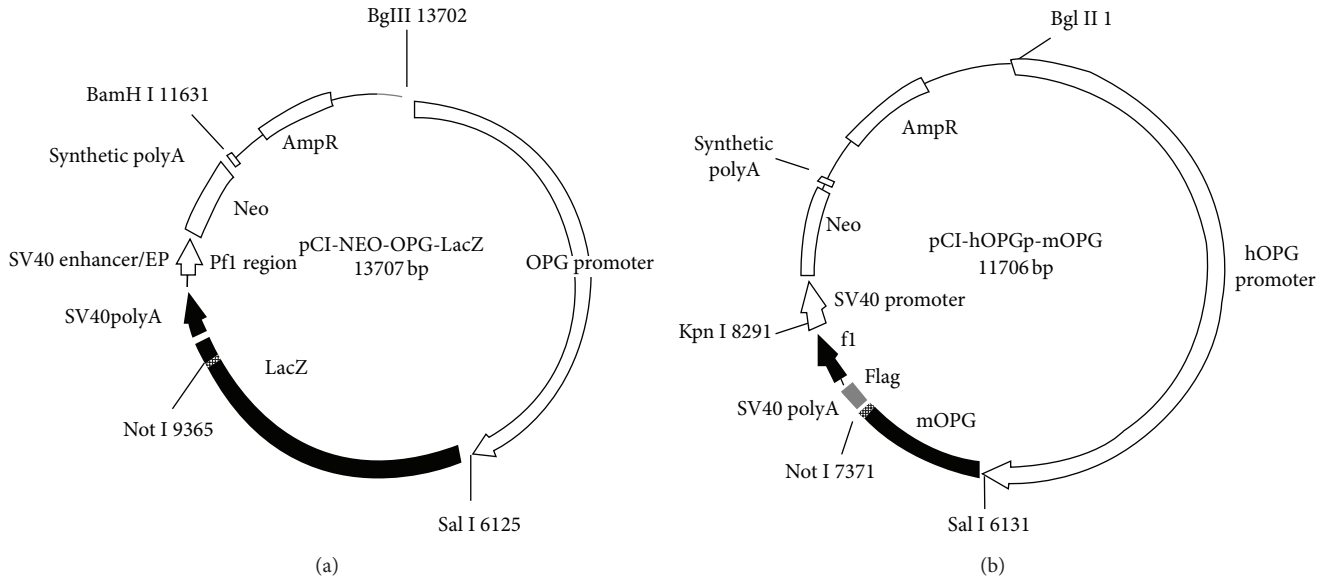 BgIII 13702
BamH I 11631
Synthetic polyA
AmpR
Neo
pCI-NEO-OPG-LacZ
13707 bp
OPG promoter
SV40 enhancer/EP
Pf1 region
SV40polyA
LacZ
Not I 9365
Sal I 6125
(a)
Bgl II 1
AmpR
Synthetic
polyA
Neo
pCI-hOPGp-mOPG
11706 bp
hOPG
promoter
SV40 promoter
Kpn I 8291
f1
Flag
SV40 polyA
mOPG
Not I 7371
Sal I 6131
(b)